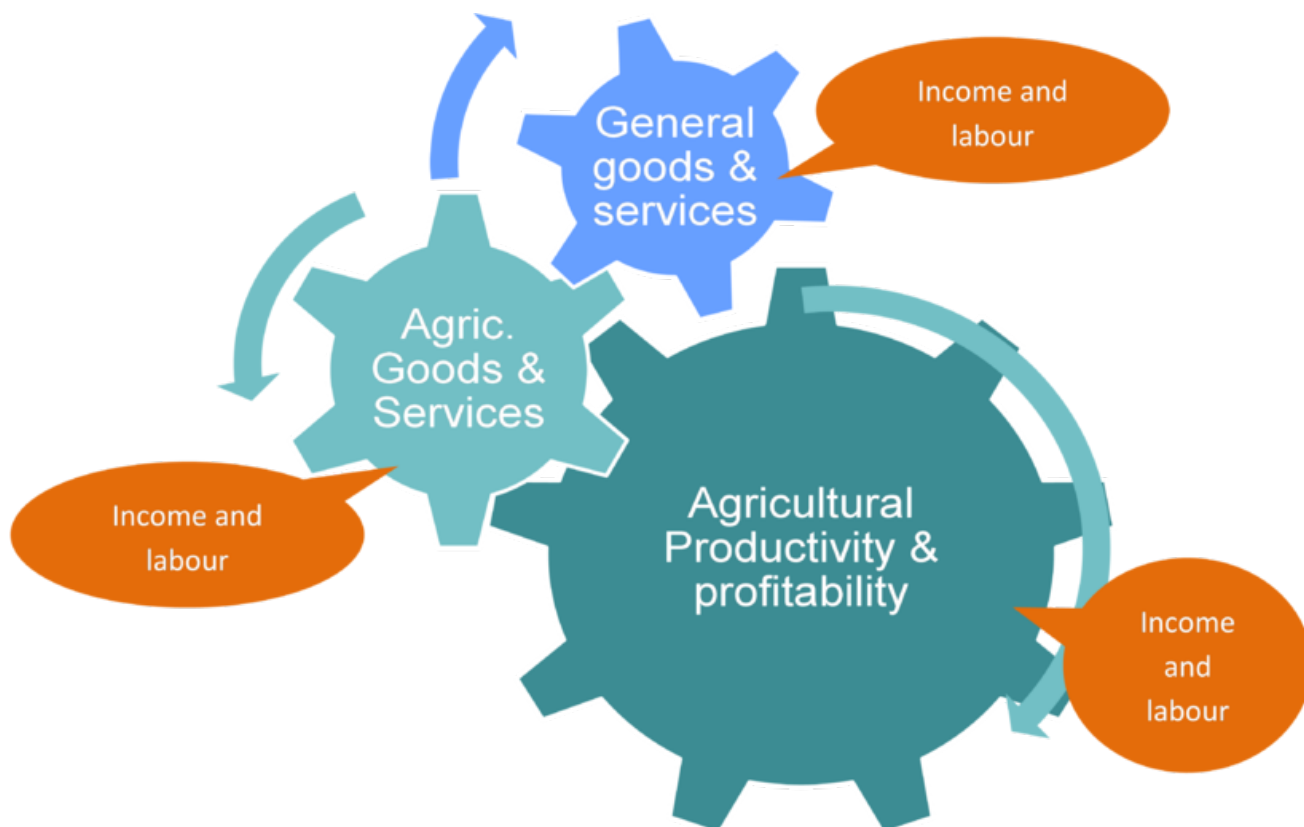 General
goods &
services
Income and
labour
Agric.
Goods &
Services
Income and
labour
Agricultural
Productivity &
profitability
Income
and
labour